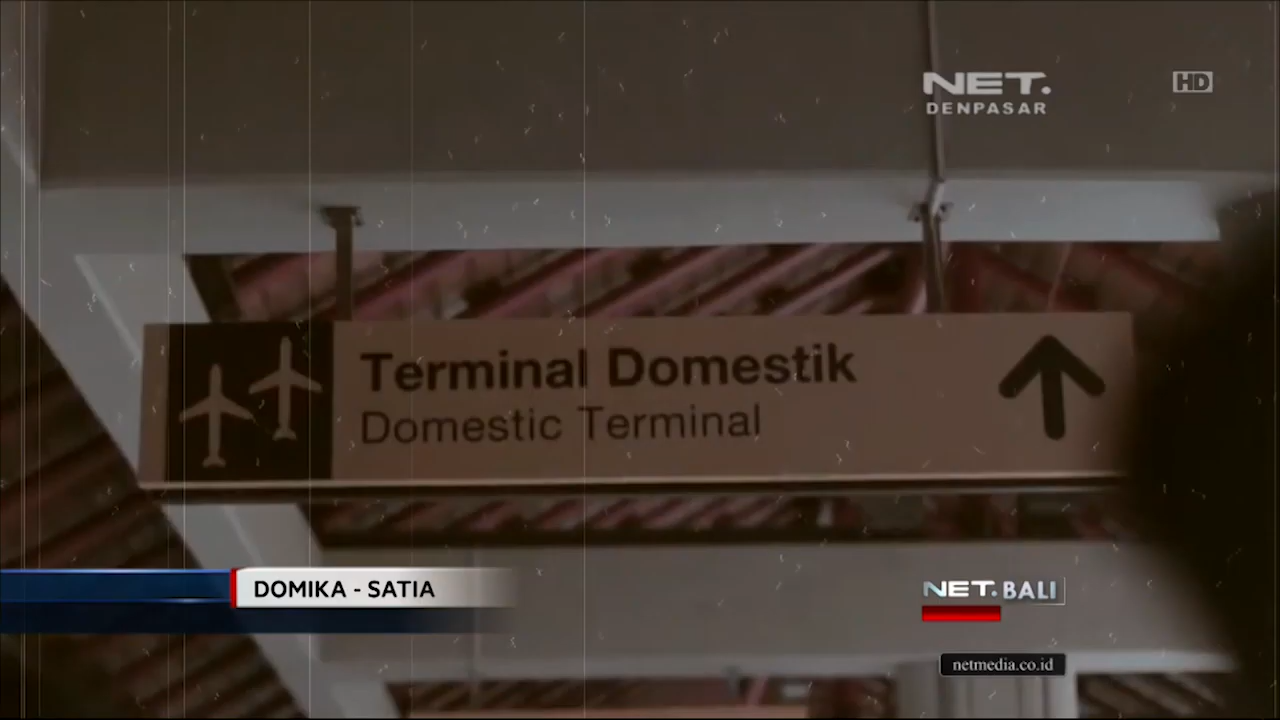 NET.
DENPASAR
HD
Terminal Domestik
Domestic Terminal
DOMIKA - SATIA
NET. BALI
netmedia.co.id